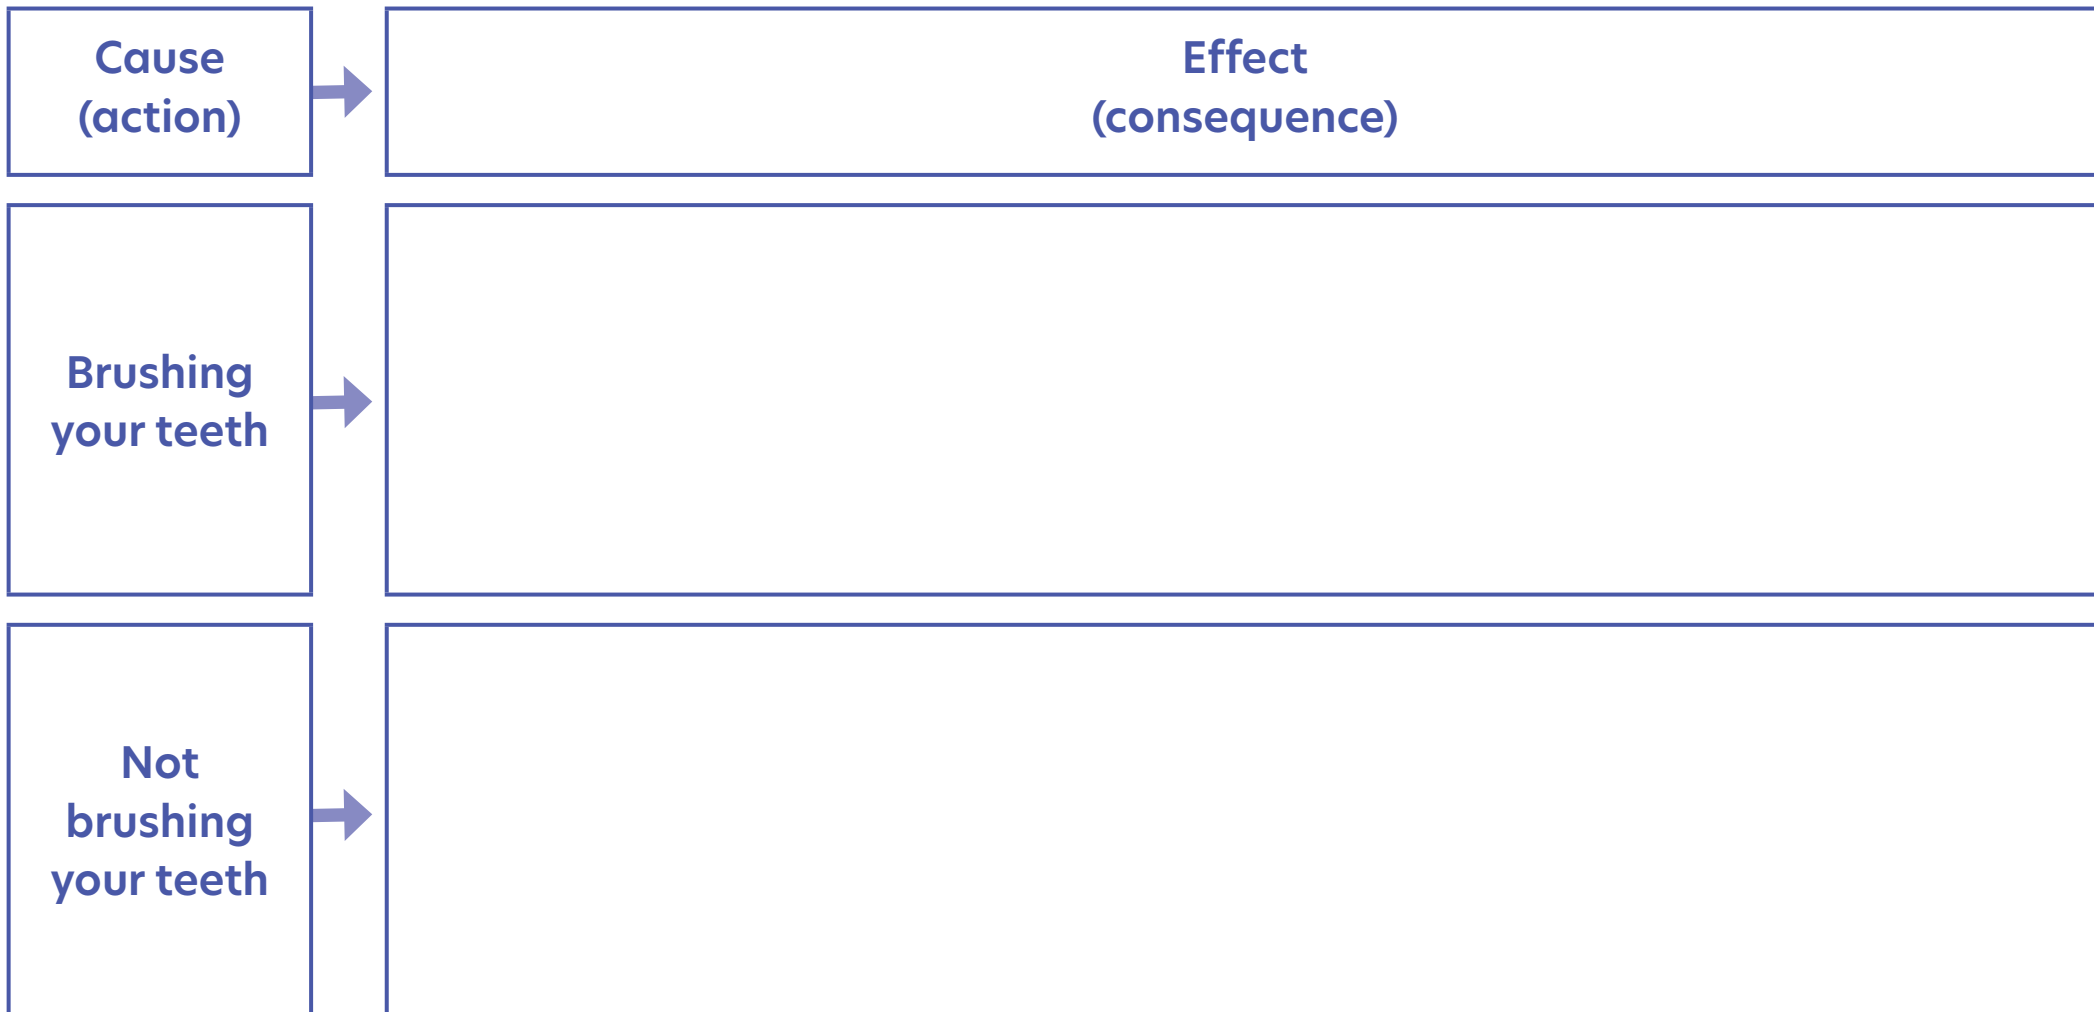 Cause
(action)
Effect
(consequence)
Brushing
your teeth
Not
brushing
your teeth